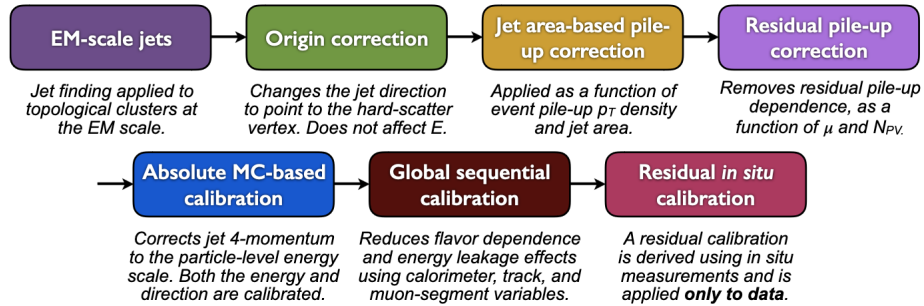 EM-scale jets
Jet finding applied to
topological clusters at
the EM scale.
Origin correction
Changes the jet direction
to point to the hard-scatter
vertex. Does not affect E.
Jet area-based pile-
up correction
Applied as a function of
event pile-up pT density
and jet area.
Residual pile-up
correction
Removes residual pile-up
dependence, as a
function of µ and NPV.
Absolute MC-based
calibration
Corrects jet 4-momentum
to the particle-level energy
scale. Both the energy and
direction are calibrated.
Global sequential
calibration
Reduces flavor dependence
and energy leakage effects
using calorimeter, track, and
muon-segment variables.
Residual in situ
calibration
A residual calibration
is derived using in situ
measurements and is
applied only to data.